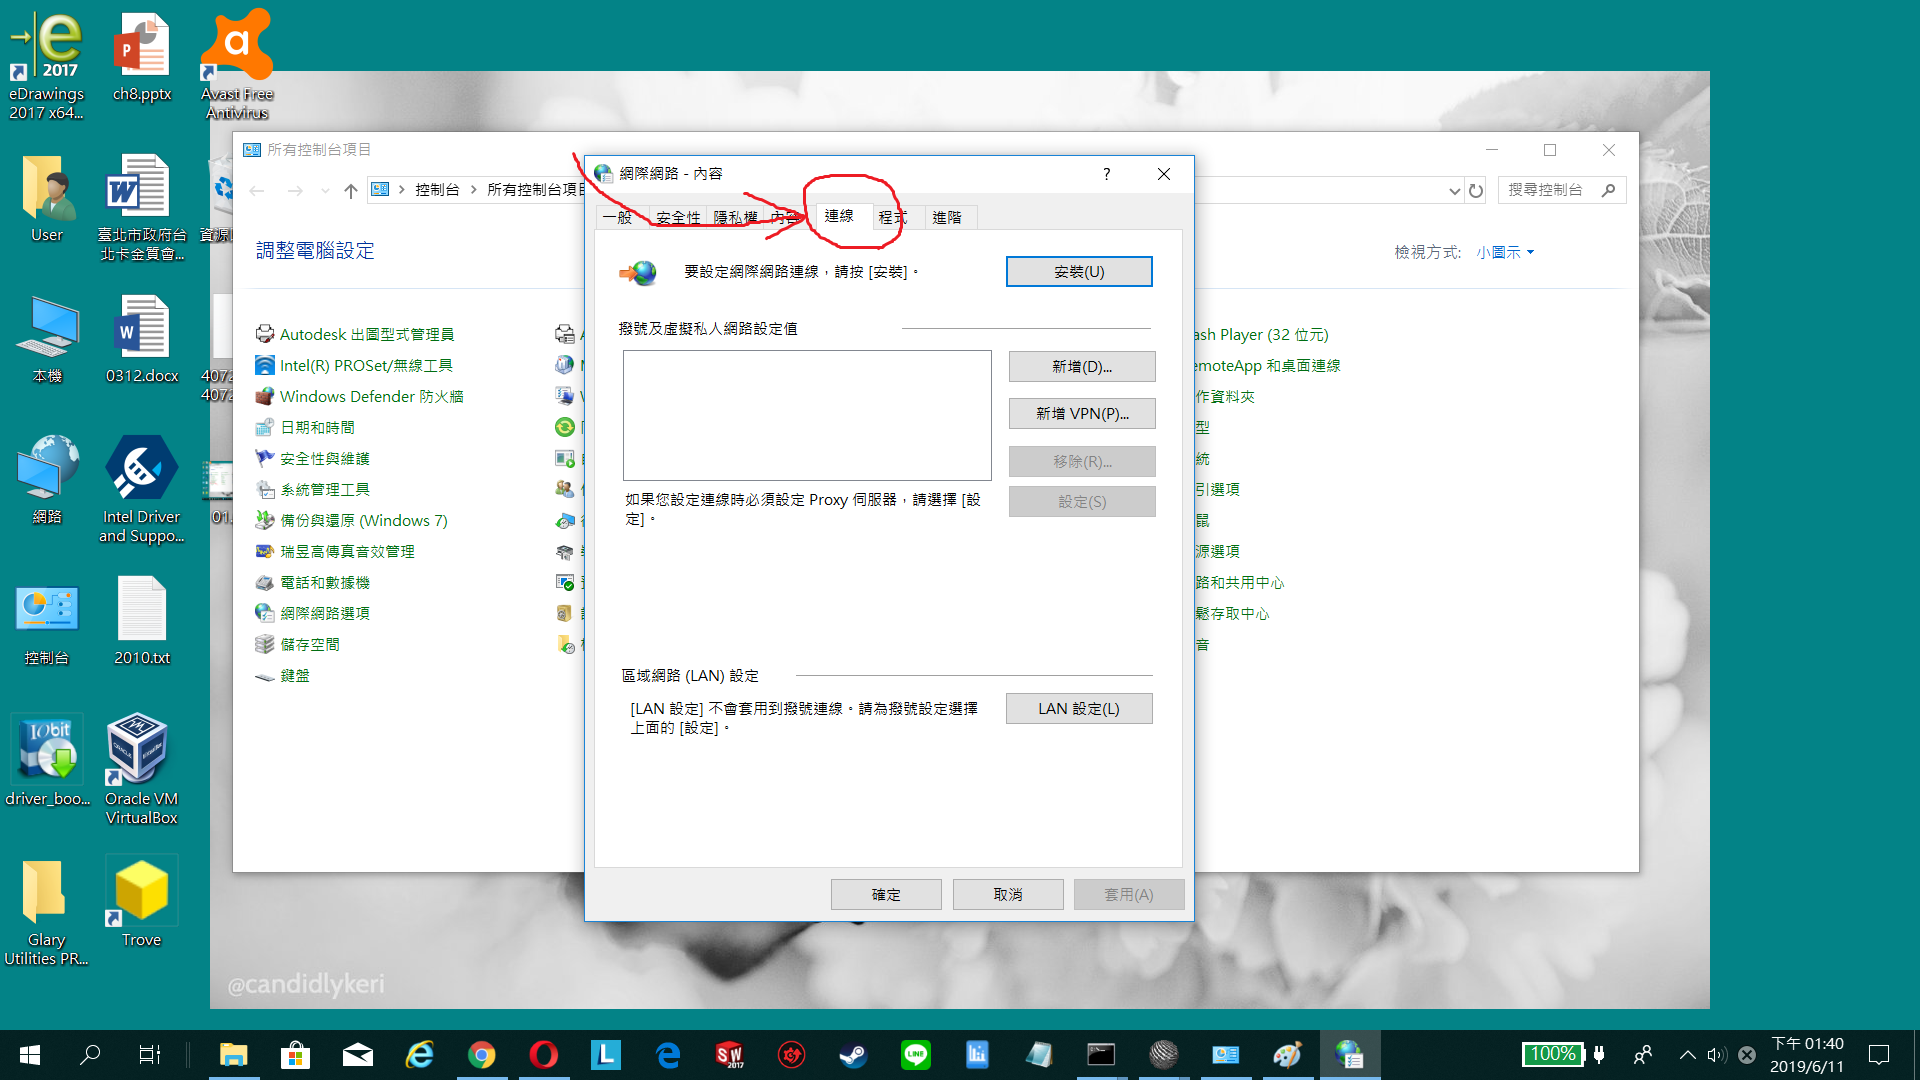 eDrawings
2017 x64...
ch8.pptx
Avast Free
Antivirus
User
臺北市政府台
北卡金質會...
本機
0312.docx
網路
Intel Driver
and Suppo...
控制台
2010.txt
driver_boo...
Oracle VM
VirtualBox
Glary
Utilities PR...
Trove
4072
4072
01.
所有控制台項目
控制台
所有控制台項目
搜尋控制台
調整電腦設定
檢視方式:
小圖示
Autodesk 出圖型式管理員
Intel(R) PROSet/無線工具
Windows Defender 防火牆
日期和時間
安全性與維護
系統管理工具
備份與還原 (Windows 7)
瑞昱高傳真音效管理
電話和數據機
網際網路選項
儲存空間
鍵盤
ash Player (32 位元)
emoteApp 和桌面連線
作資料夾
型
統
引選項
鼠
源選項
路和共用中心
鬆存取中心
音
網際網路 - 內容
?
一般
安全性
隱私權
內容
連線
程式
進階
要設定網際網路連線，請按 [安裝]。
安裝(U)
撥號及虛擬私人網路設定值
新增(D)...
新增 VPN(P)...
移除(R)...
設定(S)
如果您設定連線時必須設定 Proxy 伺服器，請選擇 [設
定]。
區域網路 (LAN) 設定
[LAN 設定] 不會套用到撥號連線。請為撥號設定選擇
上面的 [設定]。
LAN 設定(L)
確定
取消
套用(A)
@candidlykeri
100%
下午 01:40
2019/6/11